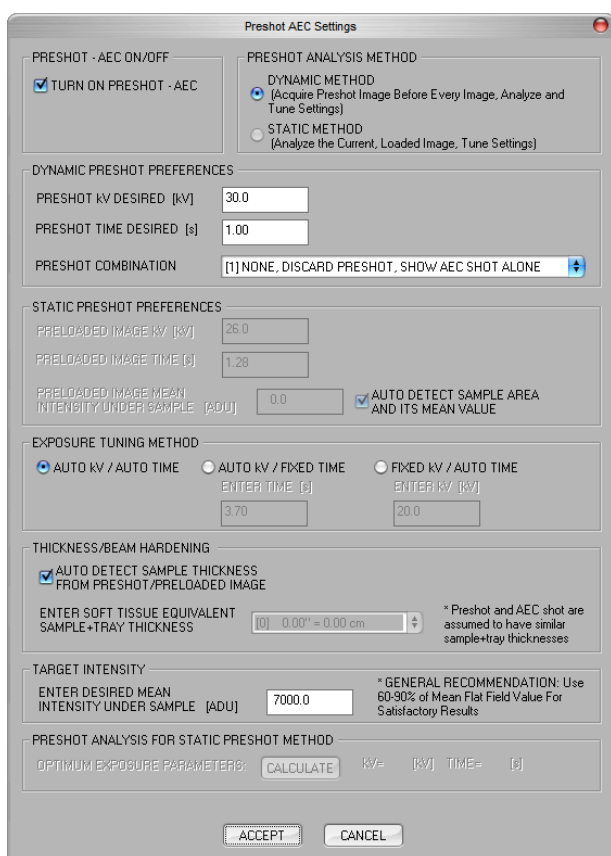 Preshot AEC Settings
PRESHOT - AEC ON/OFF
TURN ON PRESHOT - AEC
PRESHOT ANALYSIS METHOD
DYNAMIC METHOD
(Acquire Preshot Image Before Every Image, Analyze and
Tune Settings)
STATIC METHOD
(Analyze the Current, Loaded Image, Tune Settings)
DYNAMIC PRESHOT PREFERENCES
PRESHOT kV DESIRED [kV]
30.0
PRESHOT TIME DESIRED [s]
1.00
PRESHOT COMBINATION
[1] NONE, DISCARD PRESHOT, SHOW AEC SHOT ALONE
STATIC PRESHOT PREFERENCES
PRELOADED IMAGE kV [kV]
26.0
PRELOADED IMAGE TIME [s]
1.28
PRELOADED IMAGE MEAN
INTENSITY UNDER SAMPLE [ADU]
0.0
AUTO DETECT SAMPLE AREA
AND ITS MEAN VALUE
EXPOSURE TUNING METHOD
AUTO kV / AUTO TIME
AUTO kV / FIXED TIME
ENTER TIME [s]
3.70
FIXED kV / AUTO TIME
ENTER kV [kV]
20.0
THICKNESS/BEAM HARDENING
AUTO DETECT SAMPLE THICKNESS
FROM PRESHOT/PRELOADED IMAGE
ENTER SOFT TISSUE EQUIVALENT
SAMPLE+TRAY THICKNESS
[0] 0.00" = 0.00 cm
* Preshot and AEC shot are
assumed to have similar
sample+tray thicknesses
TARGET INTENSITY
ENTER DESIRED MEAN
INTENSITY UNDER SAMPLE [ADU]
7000.0
* GENERAL RECOMMENDATION: Use
60-90% of Mean Flat Field Value For
Satisfactory Results
PRESHOT ANALYSIS FOR STATIC PRESHOT METHOD
OPTIMUM EXPOSURE PARAMETERS: CALCULATE kV= [kV] TIME= [s]
ACCEPT CANCEL